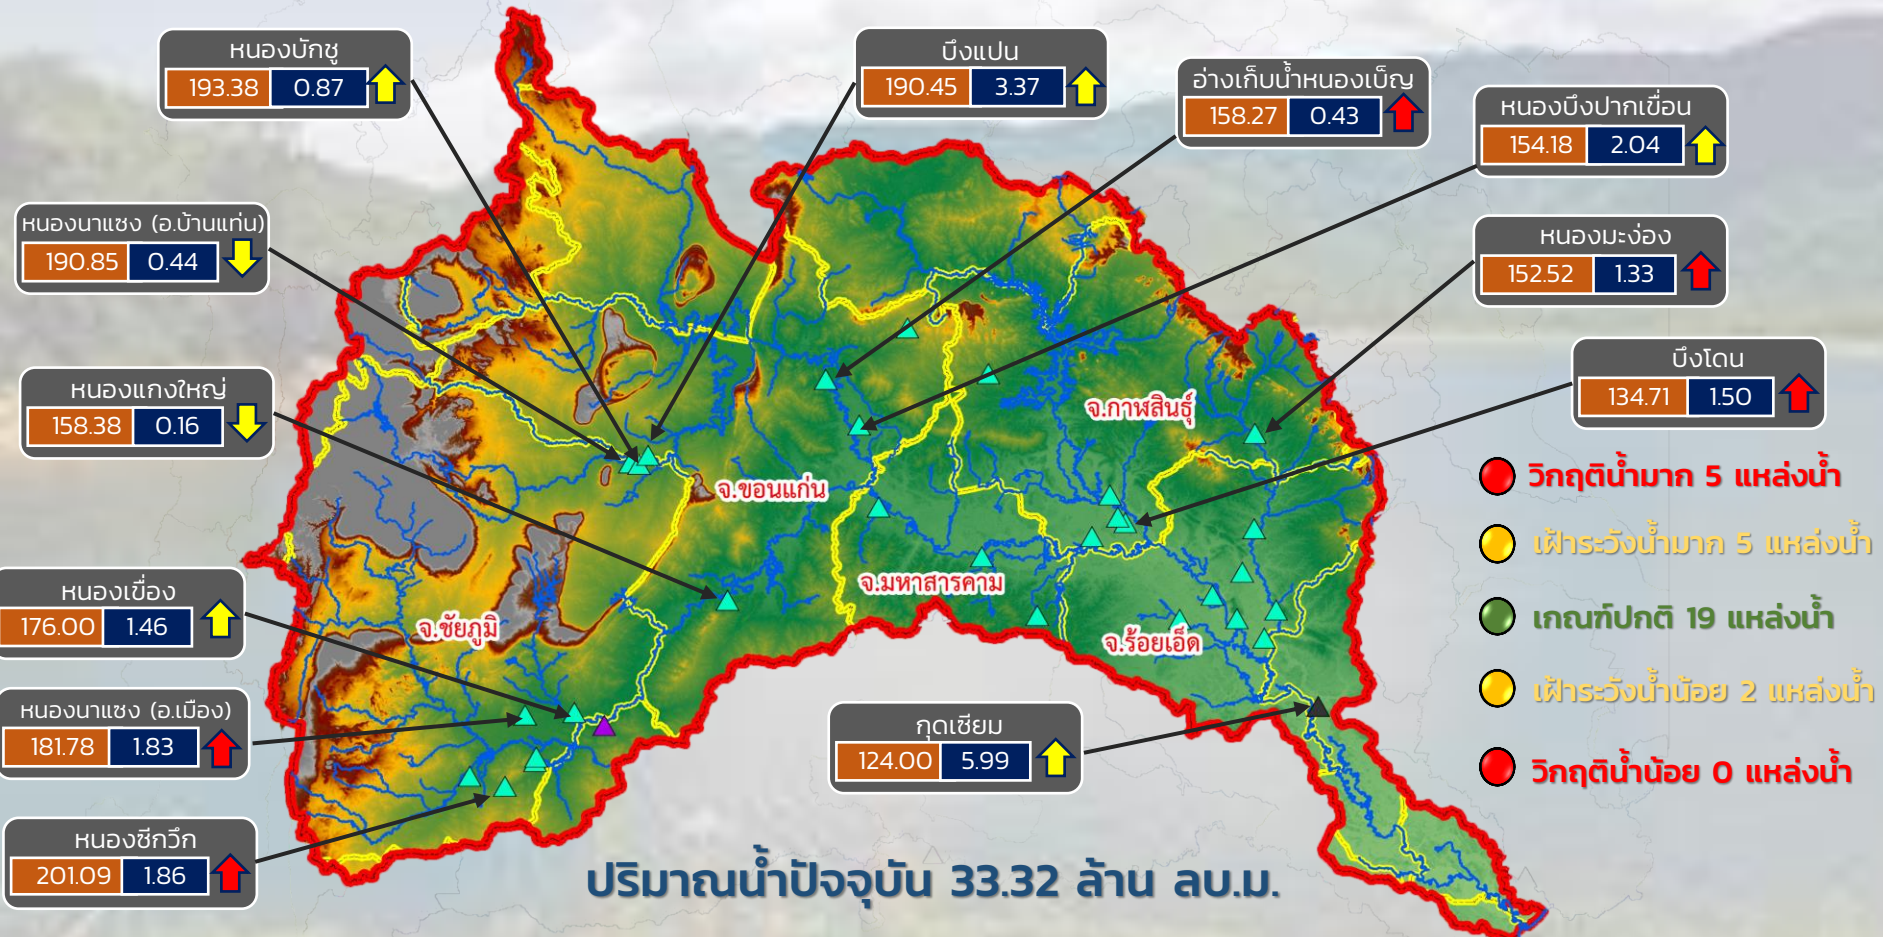 หนองบักชู
193.38 0.87
บึงแปน
190.45 3.37
อ่างเก็บน้ำหนองเบ็ญ
158.27 0.43
หนองบึงปากเขื่อน
154.18 2.04
หนองนาแซง (อ.บ้านแท่น)
190.85 0.44
หนองมะง่อง
152.52 1.33
หนองแกงใหญ่
158.38 0.16
บึงโดน
134.71 1.50
จ.กาฬสินธุ์
จ.ขอนแก่น
จ.มหาสารคาม
จ.ชัยภูมิ
จ.ร้อยเอ็ด
วิกฤติน้ำมาก 5 แหล่งน้ำ
เฝ้าระวังน้ำมาก 5 แหล่งน้ำ
เกณฑ์ปกติ 19 แหล่งน้ำ
เฝ้าระวังน้ำน้อย 2 แหล่งน้ำ
วิกฤติน้ำน้อย 0 แหล่งน้ำ
หนองเขื่อง
176.00 1.46
หนองนาแซง (อ.เมือง)
181.78 1.83
กุดเซียม
124.00 5.99
หนองซีกวึก
201.09 1.86
ปริมาณน้ำปัจจุบัน 33.32 ล้าน ลบ.ม.